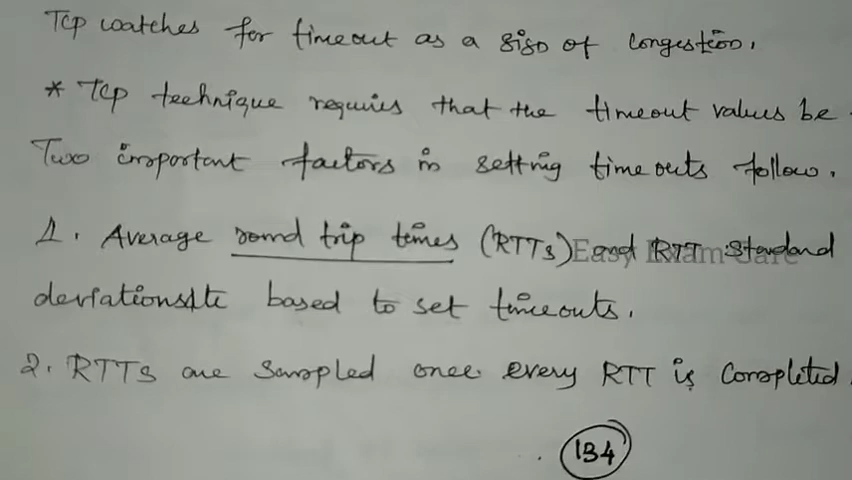 Tcp watches for timeout as a sign of congestion.
* Tcp technique requires that the timeout values be
Two important factors in setting timeouts follow.
1. Average round trip times (RTTs) and RTT standard
deviations based to set timeouts.
2. RTTs are sampled once every RTT is completed.
134